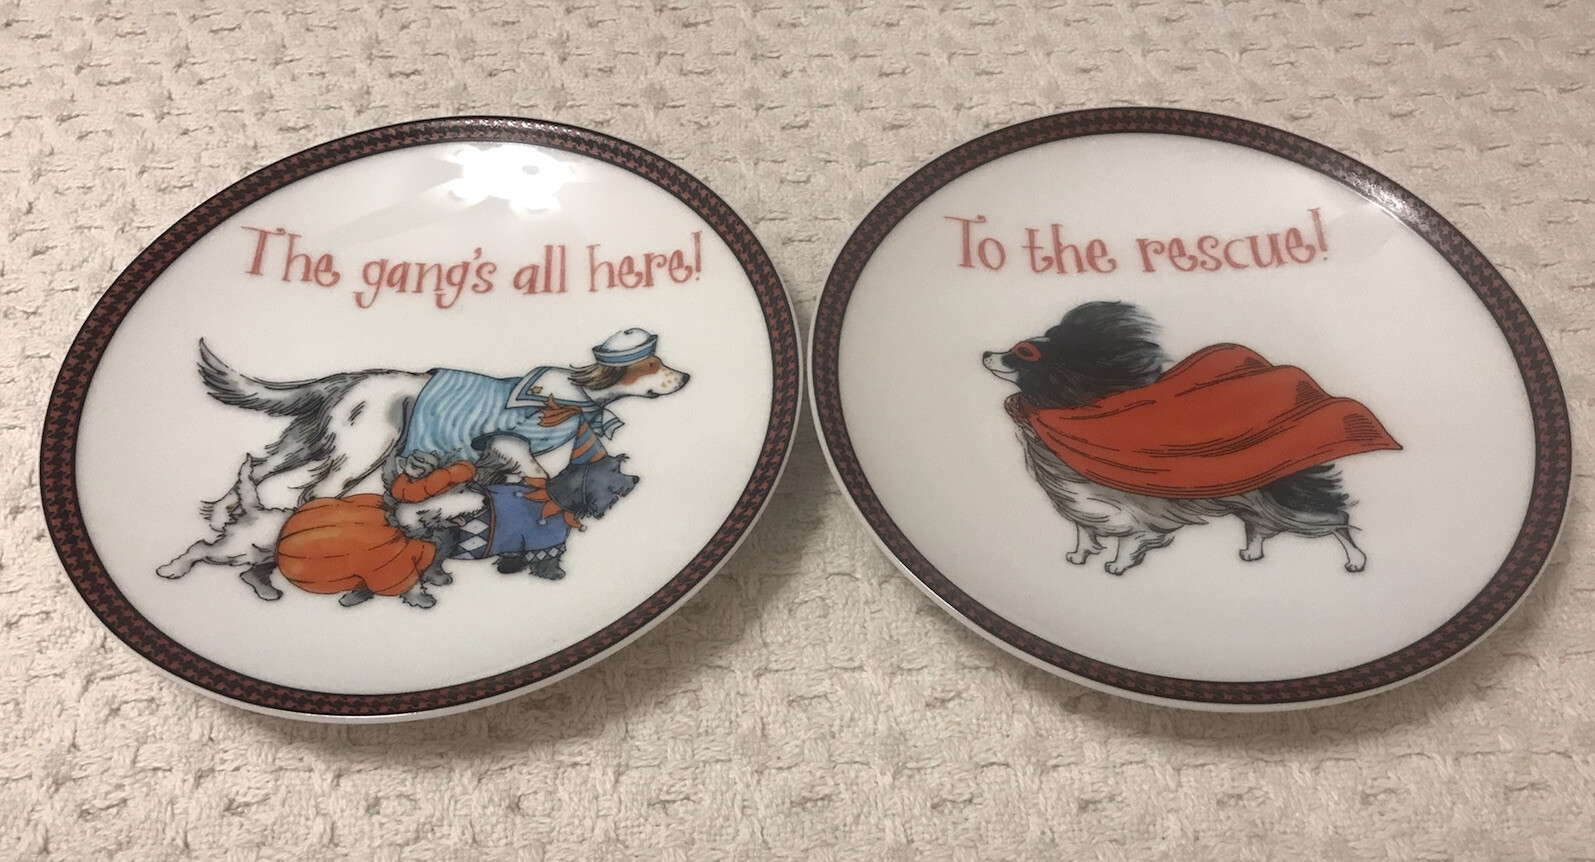 The gang's all here!
To the rescue!